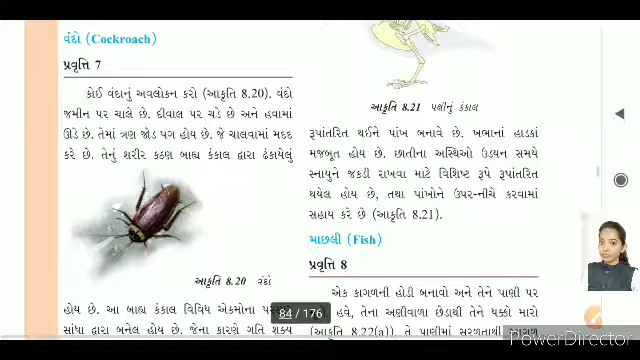 વંદો (Cockroach)
પ્રવૃત્તિ 7
કોઈ વંદાનું અવલોકન કરો (આકૃતિ 8.20). વંદો
જમીન પર ચાલે છે. દીવાલ પર ચડે છે અને હવામાં
ઊડે છે. તેમાં ત્રણ જોડ પગ હોય છે. જે ચાલવામાં મદદ
કરે છે. તેનું શરીર કઠણ બાહ્ય કંકાલ દ્વારા ઢંકાયેલું
આકૃતિ 8.20 વંદો
હોય છે. આ બાહ્ય કંકાલ વિવિધ એકમોના
સાંધા દ્વારા બનેલ હોય છે. જેના કારણે ગતિ શક્ય
આકૃતિ 8.21 પક્ષીનું કંકાલ
રૂપાંતરિત થઈને પાંખ બનાવે છે. ખભાનાં હાડકાં
મજબૂત હોય છે. છાતીના અસ્થિઓ ઉડ્ડયન સમયે
સ્નાયુને જકડી રાખવા માટે વિશિષ્ટ રૂપે રૂપાંતરિત
થયેલ હોય છે, તથા પાંખોને ઉપર-નીચે કરવામાં
સહાય કરે છે (આકૃતિ 8.21).
માછલી (Fish)
પ્રવૃત્તિ 8
એક કાગળની હોડી બનાવો અને તેને પાણી પર
હવે, તેના અણીવાળા છેડાથી તેને ધક્કો મારો
(આકૃતિ 8.22(a)). તે પાણીમાં સરળતાથી આગળ
84 / 176
PowerDirector